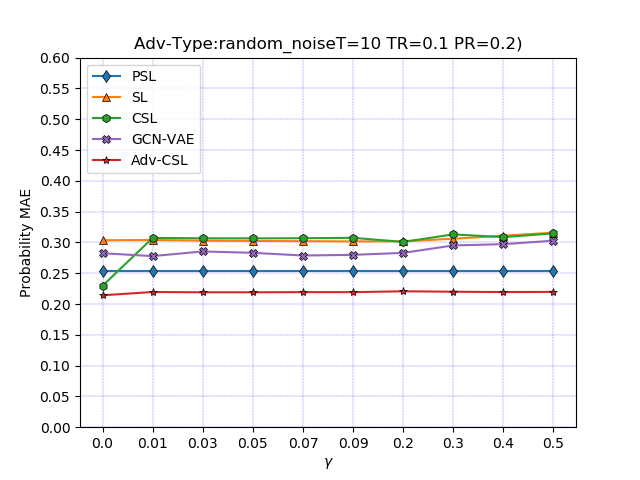 Adv-Type:random_noiseT=10 TR=0.1 PR=0.2)
0.60
0.55
0.50
0.45
0.40
0.35
0.30
0.25
0.20
0.15
0.10
0.05
0.00
Probability MAE
PSL
SL
CSL
GCN-VAE
Adv-CSL
0.0 0.01 0.03 0.05 0.07 0.09 0.2 0.3 0.4 0.5
γ